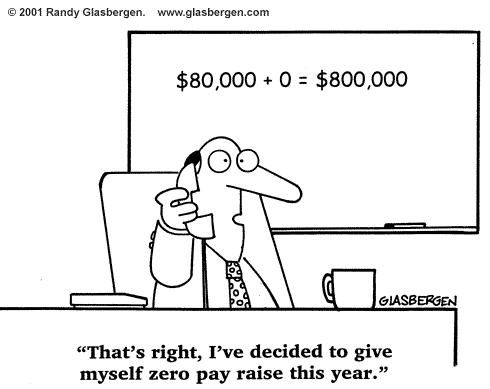 © 2001 Randy Glasbergen. www.glasbergen.com
$80,000 + 0 = $800,000
GLASBERGEN
“That’s right, I’ve decided to give
myself zero pay raise this year.”